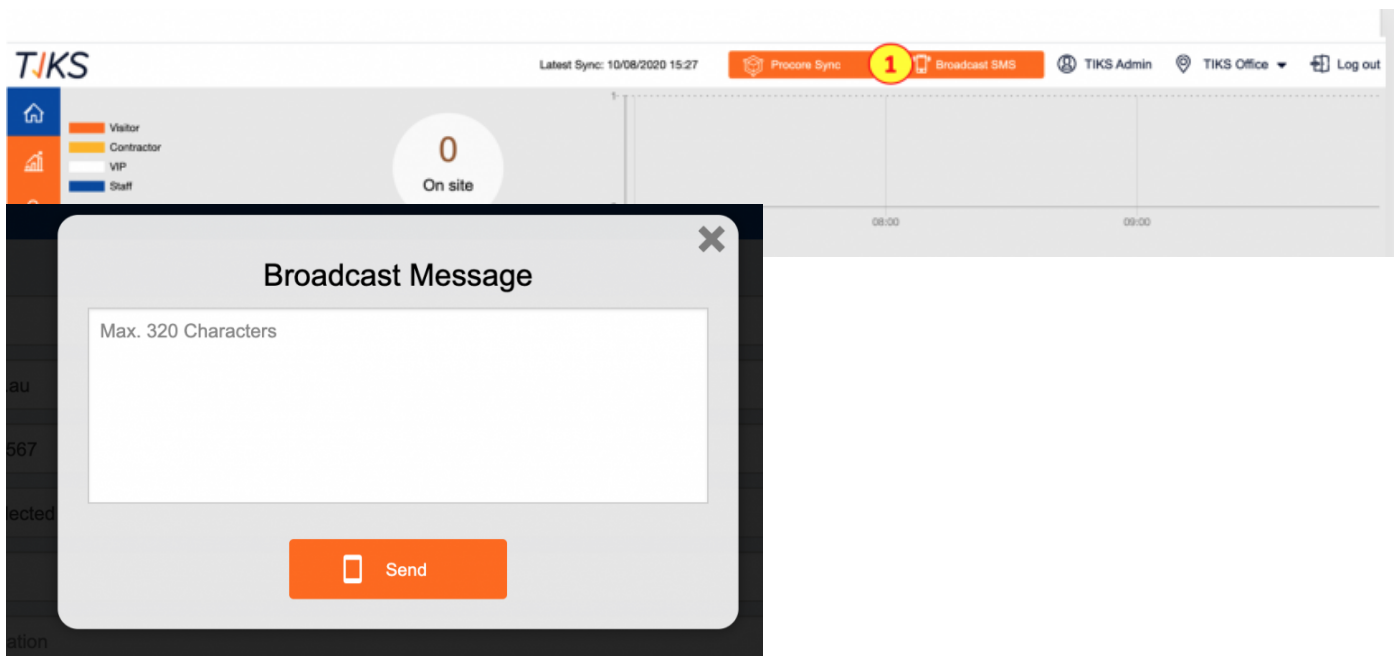 TIKS
Latest Sync: 10/08/2020 15:27
Procore Sync
1
Broadcast SMS
TIKS Admin
TIKS Office
Log out
Visitor
Contractor
VIP
Staff
0
On site
1
08:00
09:00
Broadcast Message
Max. 320 Characters
Send
au
567
lected
ation